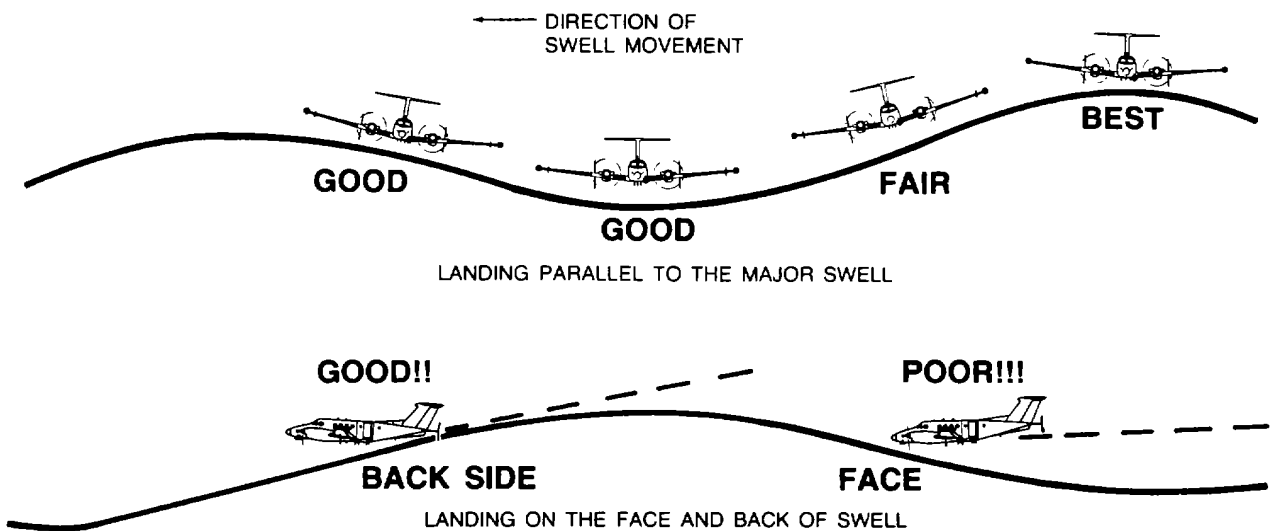 DIRECTION OF
SWELL MOVEMENT
BEST
GOOD
FAIR
GOOD
LANDING PARALLEL TO THE MAJOR SWELL
GOOD!!
POOR!!!
BACK SIDE
FACE
LANDING ON THE FACE AND BACK OF SWELL